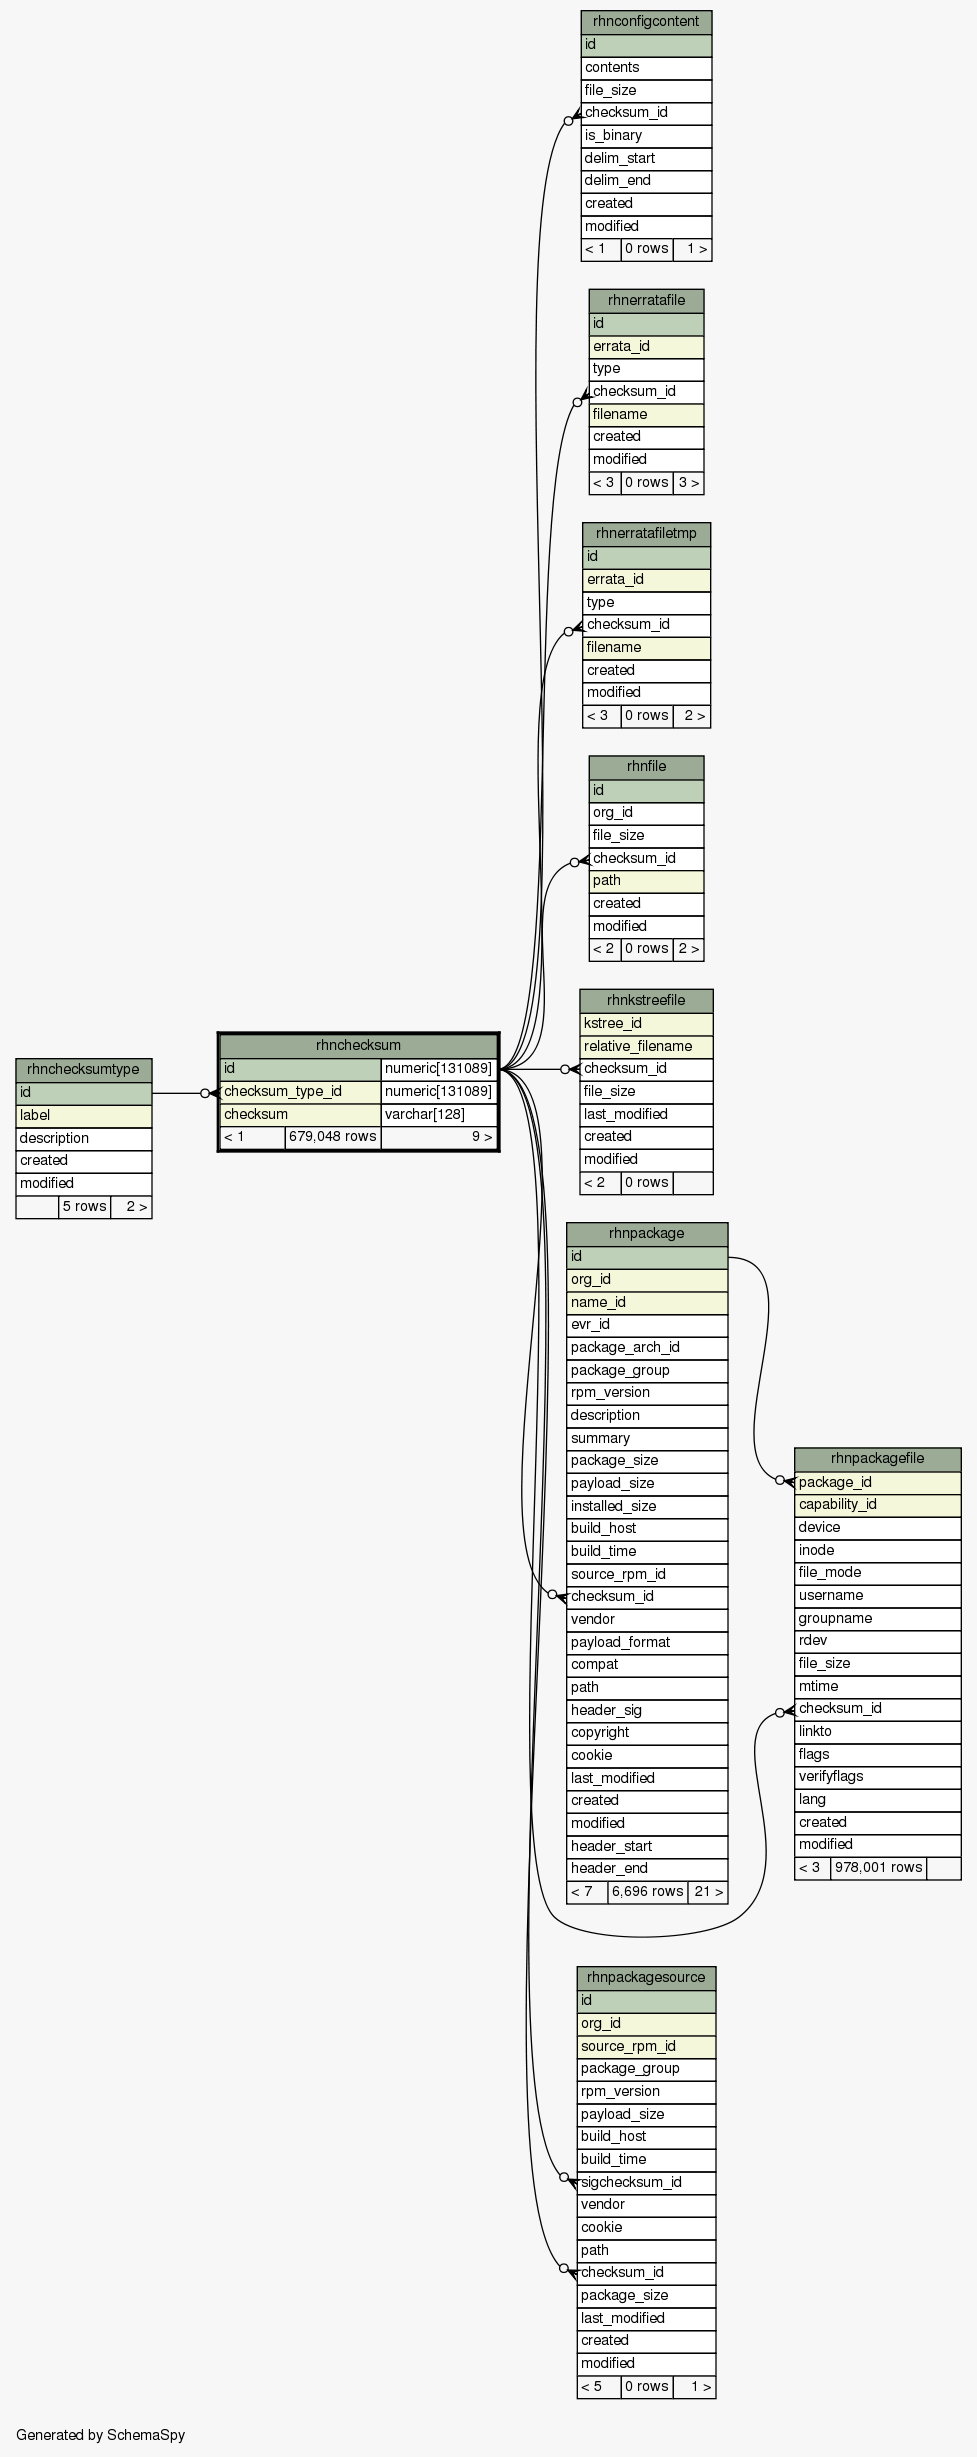 rhnconfigcontent
id
contents
file_size
checksum_id
is_binary
delim_start
delim_end
created
modified
< 1 0 rows 1 >
rhnerratafile
id
errata_id
type
checksum_id
filename
created
modified
< 3 0 rows 3 >
rhnerratafiletmp
id
errata_id
type
checksum_id
filename
created
modified
< 3 0 rows 2 >
rhnfile
id
org_id
file_size
checksum_id
path
created
modified
< 2 0 rows 2 >
rhnkstreefile
kstree_id
relative_filename
checksum_id
file_size
last_modified
created
modified
< 2 0 rows
rhnchecksum
id numeric[131089]
checksum_type_id numeric[131089]
checksum varchar[128]
< 1 679,048 rows 9 >
rhnchecksumtype
id
label
description
created
modified
5 rows 2 >
rhnpackage
id
org_id
name_id
evr_id
package_arch_id
package_group
rpm_version
description
summary
package_size
payload_size
installed_size
build_host
build_time
source_rpm_id
checksum_id
vendor
payload_format
compat
path
header_sig
copyright
cookie
last_modified
created
modified
header_start
header_end
< 7 6,696 rows 21 >
rhnpackagefile
package_id
capability_id
device
inode
file_mode
username
groupname
rdev
file_size
mtime
checksum_id
linkto
flags
verifyflags
lang
created
modified
< 3 978,001 rows
rhnpackagesource
id
org_id
source_rpm_id
package_group
rpm_version
payload_size
build_host
build_time
sigchecksum_id
vendor
cookie
path
checksum_id
package_size
last_modified
created
modified
< 5 0 rows 1 >
Generated by SchemaSpy